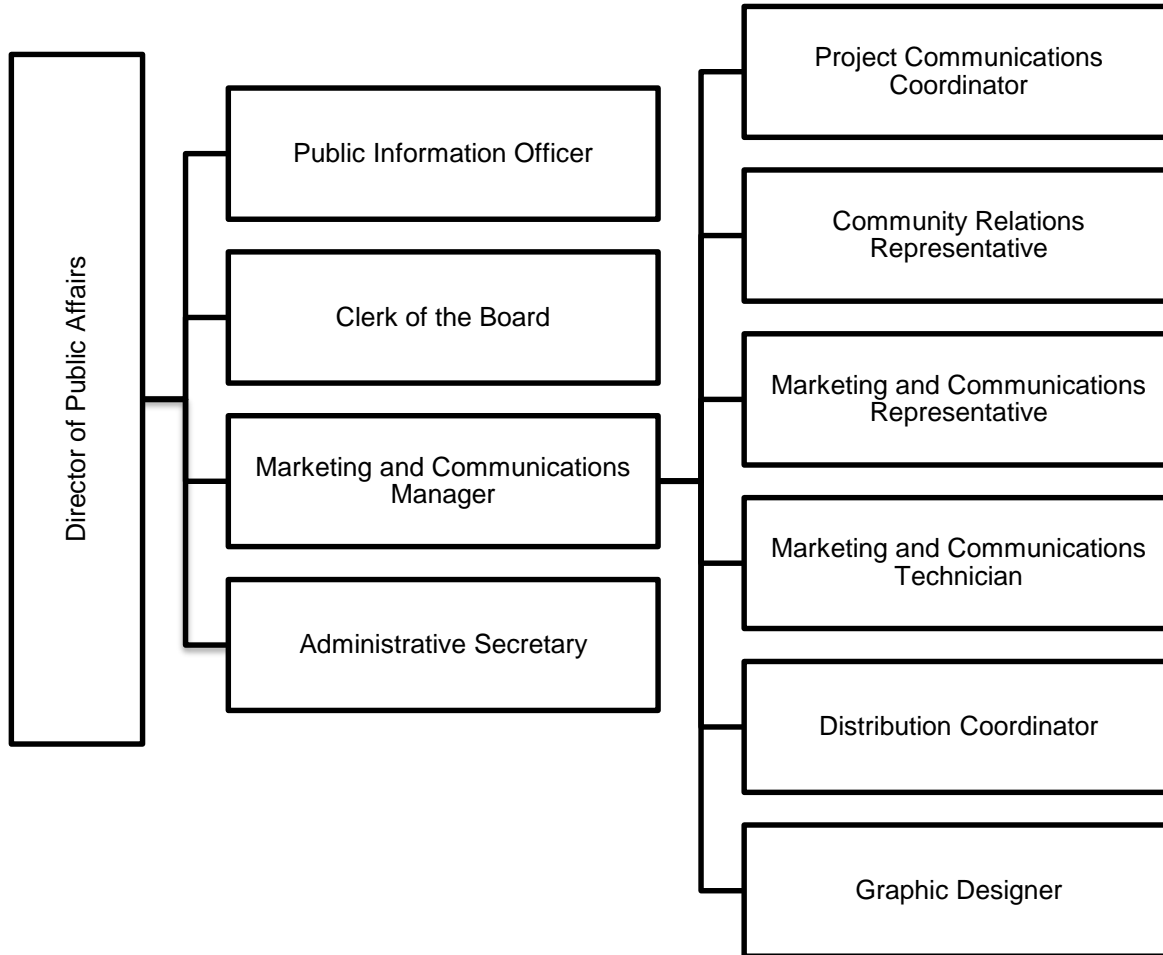 Director of Public Affairs
Public Information Officer
Clerk of the Board
Marketing and Communications
Manager
Administrative Secretary
Project Communications
Coordinator
Community Relations
Representative
Marketing and Communications
Representative
Marketing and Communications
Technician
Distribution Coordinator
Graphic Designer